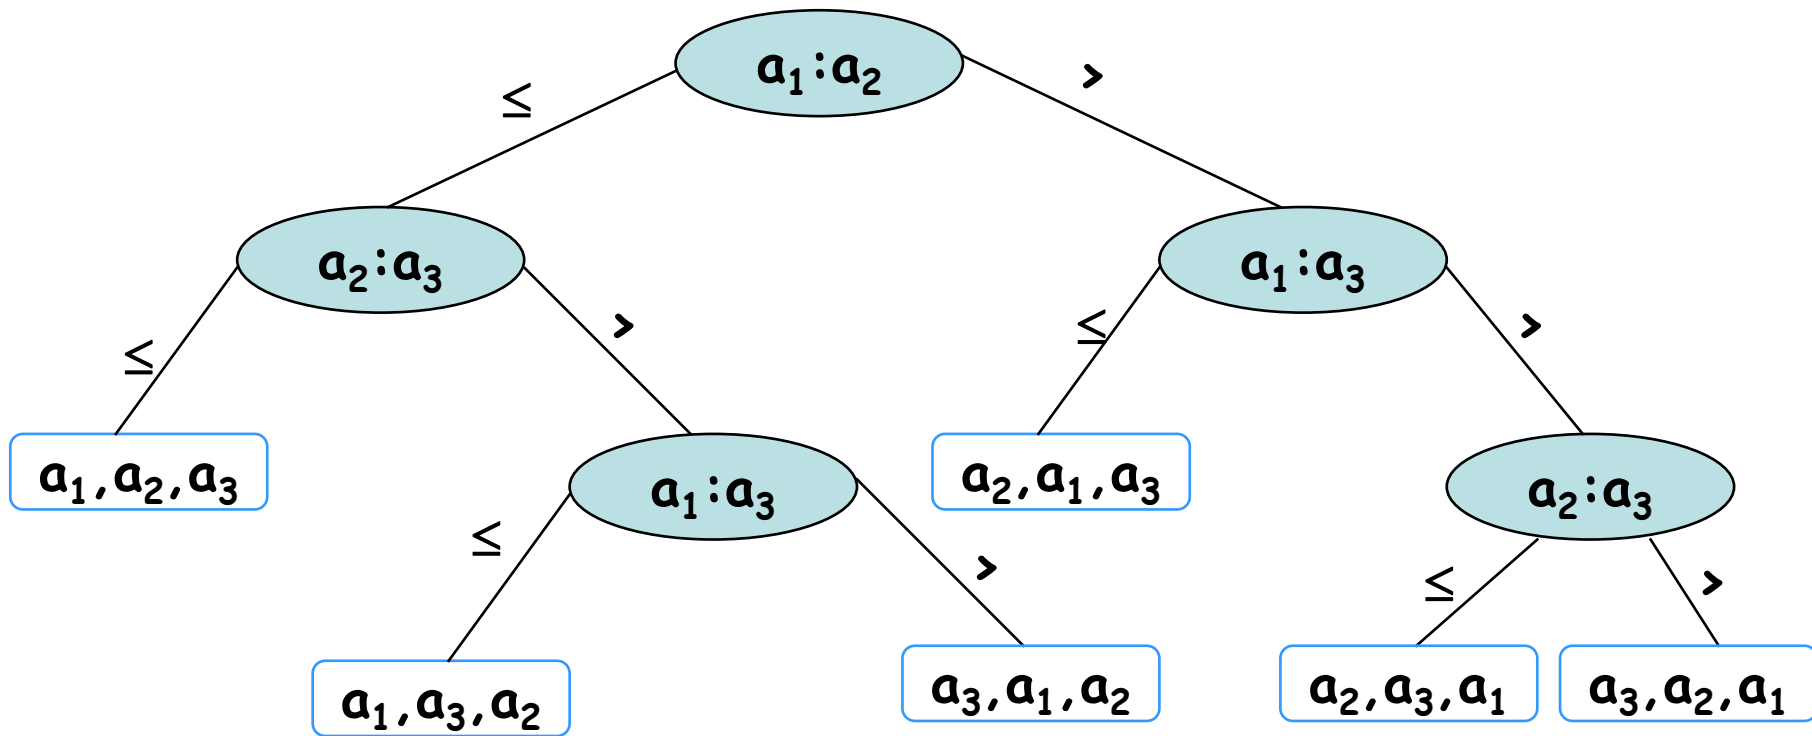 a₁:a₂
≤
>
a₂:a₃
a₁:a₃
≤
>
≤
>
a₁,a₂,a₃
a₁:a₃
a₂,a₁,a₃
a₂:a₃
≤
>
≤
>
a₁,a₃,a₂
a₃,a₁,a₂
a₂,a₃,a₁
a₃,a₂,a₁